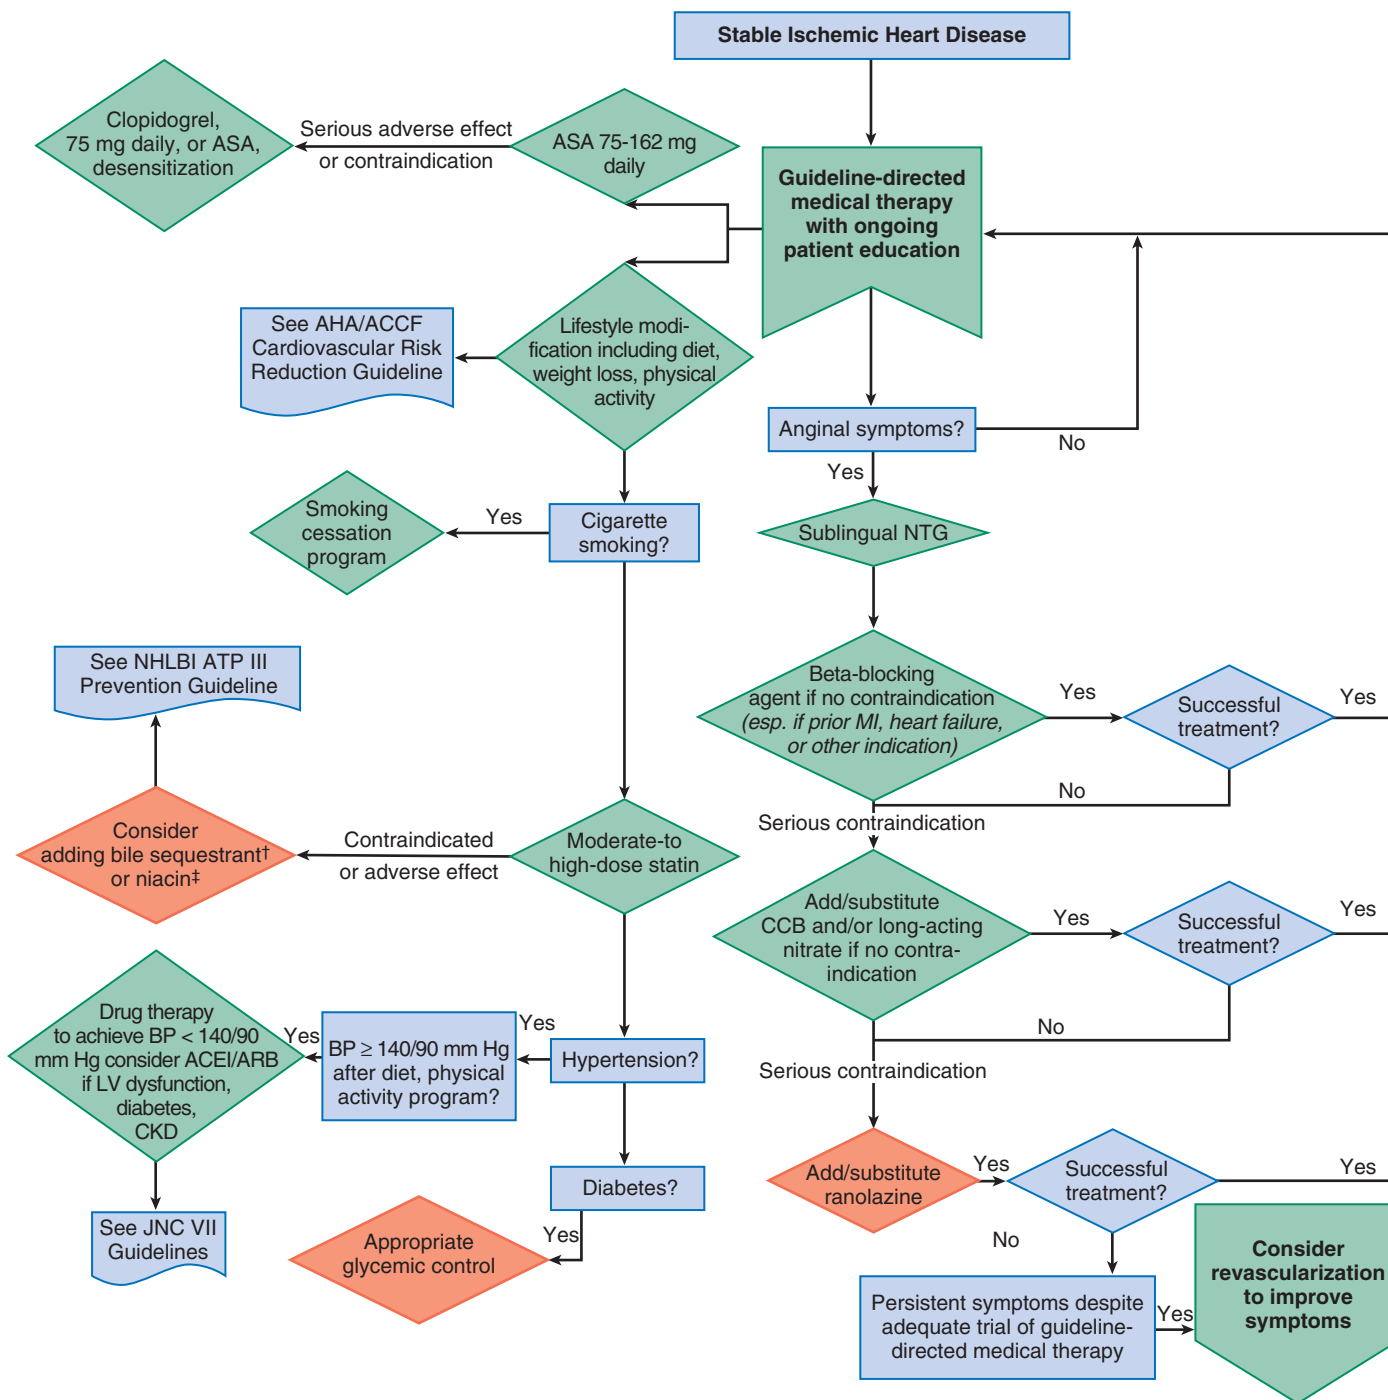 Stable Ischemic Heart Disease
Clopidogrel,
75 mg daily, or ASA,
desensitization
Serious adverse effect
or contraindication
ASA 75-162 mg
daily
Guideline-directed
medical therapy
with ongoing
patient education
See AHA/ACCF
Cardiovascular Risk
Reduction Guideline
Lifestyle modi-
fication including diet,
weight loss, physical
activity
Anginal symptoms?
No
Yes
Smoking
cessation
program
Yes
Cigarette
smoking?
Sublingual NTG
See NHLBI ATP III
Prevention Guideline
Beta-blocking
agent if no contraindication
(esp. if prior MI, heart failure,
or other indication)
Yes
Successful
treatment?
Yes
No
Serious contraindication
Consider
adding bile sequestrant†
or niacin‡
Contraindicated
or adverse effect
Moderate-to
high-dose statin
Add/substitute
CCB and/or long-acting
nitrate if no contra-
indication
Yes
Successful
treatment?
Yes
No
Serious contraindication
Drug therapy
to achieve BP < 140/90
mm Hg consider ACEI/ARB
if LV dysfunction,
diabetes,
CKD
Yes
BP ≥ 140/90 mm Hg
after diet, physical
activity program?
Yes
Hypertension?
Add/substitute
ranolazine
Yes
Successful
treatment?
Yes
No
See JNC VII
Guidelines
Diabetes?
Yes
Appropriate
glycemic control
Persistent symptoms despite
adequate trial of guideline-
directed medical therapy
Yes
Consider
revascularization
to improve
symptoms